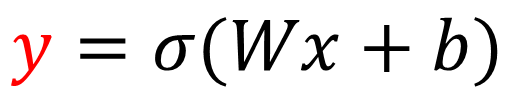 y = σ(Wx + b)